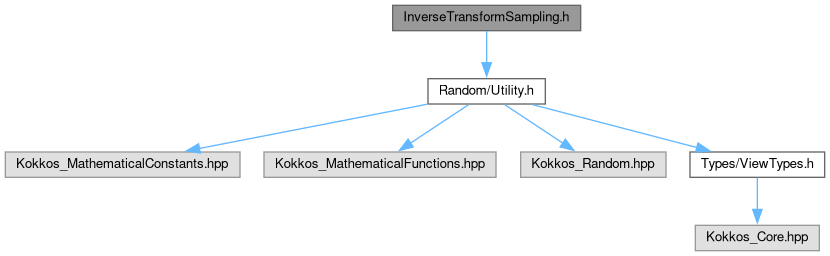 InverseTransformSampling.h
Random/Utility.h
Kokkos_MathematicalConstants.hpp
Kokkos_MathematicalFunctions.hpp
Kokkos_Random.hpp
Types/ViewTypes.h
Kokkos_Core.hpp